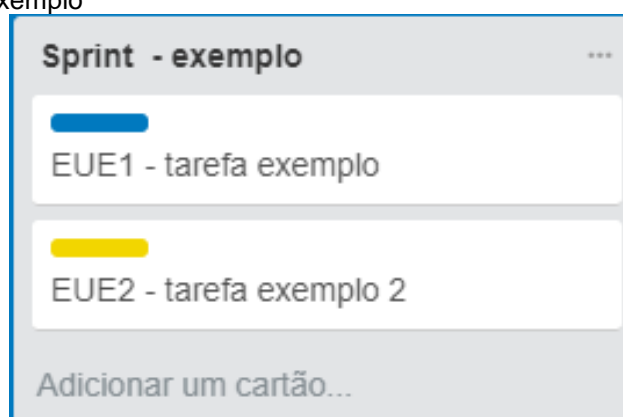 Sprint - exemplo
EUE1 - tarefa exemplo
EUE2 - tarefa exemplo 2
Adicionar um cartão...